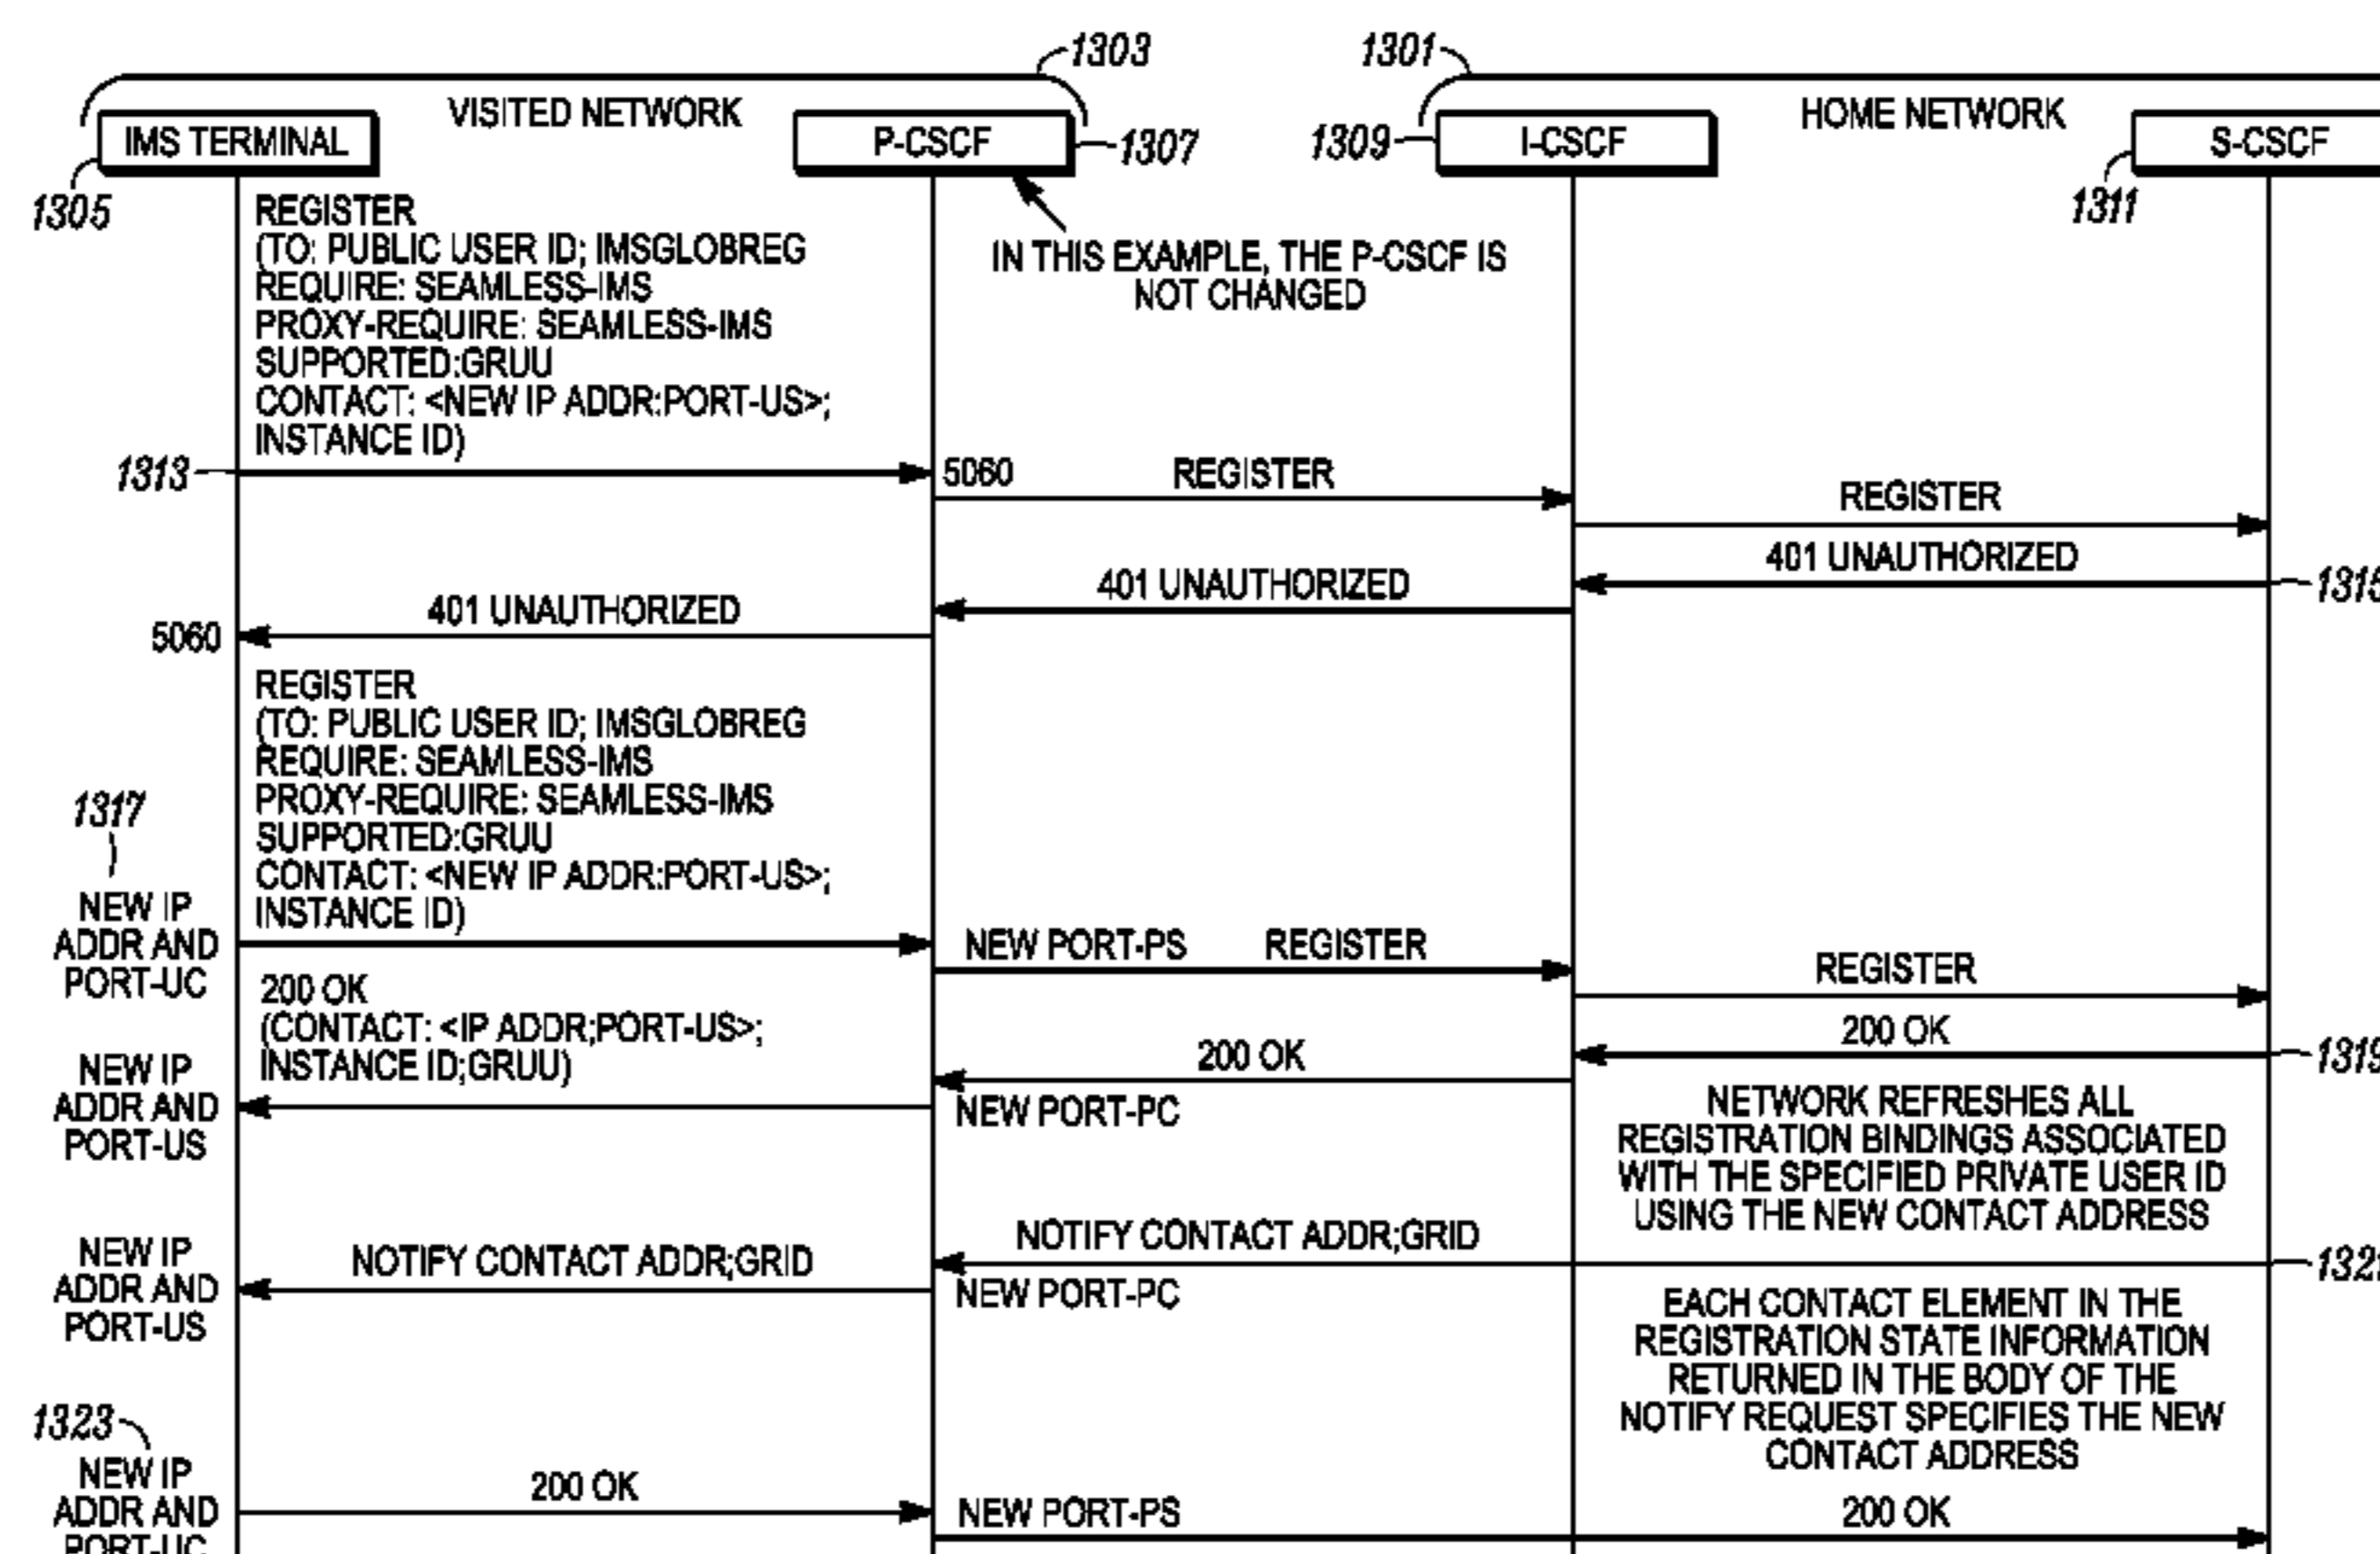 1303
1301
VISITED NETWORK
HOME NETWORK
IMS TERMINAL
P-CSCF
1307
1309
I-CSCF
S-CSCF
1305
1311
REGISTER
(TO: PUBLIC USER ID; IMSGLOBREG
REQUIRE: SEAMLESS-IMS
PROXY-REQUIRE: SEAMLESS-IMS
SUPPORTED:GRUU
CONTACT: <NEW IP ADDR:PORT-US>;
INSTANCE ID)
IN THIS EXAMPLE, THE P-CSCF IS
NOT CHANGED
1313
5060
REGISTER
REGISTER
401 UNAUTHORIZED
401 UNAUTHORIZED
401 UNAUTHORIZED
5060
REGISTER
(TO: PUBLIC USER ID; IMSGLOBREG
REQUIRE: SEAMLESS-IMS
PROXY-REQUIRE: SEAMLESS-IMS
SUPPORTED:GRUU
CONTACT: <NEW IP ADDR:PORT-US>;
INSTANCE ID)
1317
NEW IP
ADDR AND
PORT-UC
NEW PORT-PS
REGISTER
REGISTER
200 OK
(CONTACT: <IP ADDR;PORT-US>;
INSTANCE ID;GRUU)
200 OK
200 OK
NEW IP
ADDR AND
PORT-US
NEW PORT-PC
NETWORK REFRESHES ALL
REGISTRATION BINDINGS ASSOCIATED
WITH THE SPECIFIED PRIVATE USER ID
USING THE NEW CONTACT ADDRESS
NOTIFY CONTACT ADDR;GRID
NOTIFY CONTACT ADDR;GRID
NEW IP
ADDR AND
PORT-US
NEW PORT-PC
EACH CONTACT ELEMENT IN THE
REGISTRATION STATE INFORMATION
RETURNED IN THE BODY OF THE
NOTIFY REQUEST SPECIFIES THE NEW
CONTACT ADDRESS
1323
NEW IP
ADDR AND
PORT-UC
200 OK
NEW PORT-PS
200 OK